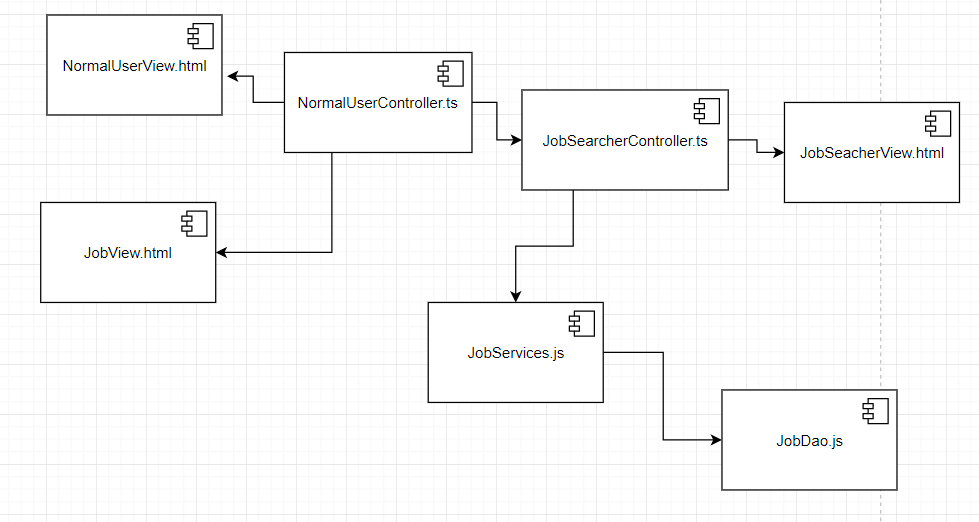 NormalUserView.html
NormalUserController.ts
JobSearcherController.ts
JobSeacherView.html
JobView.html
JobServices.js
JobDao.js